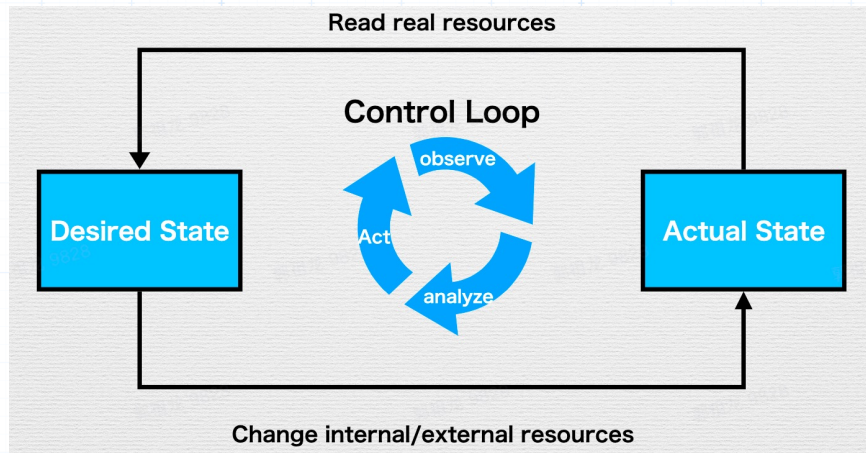 Read real resources
Control Loop
observe
Desired State
Act
Actual State
analyze
Change internal/external resources